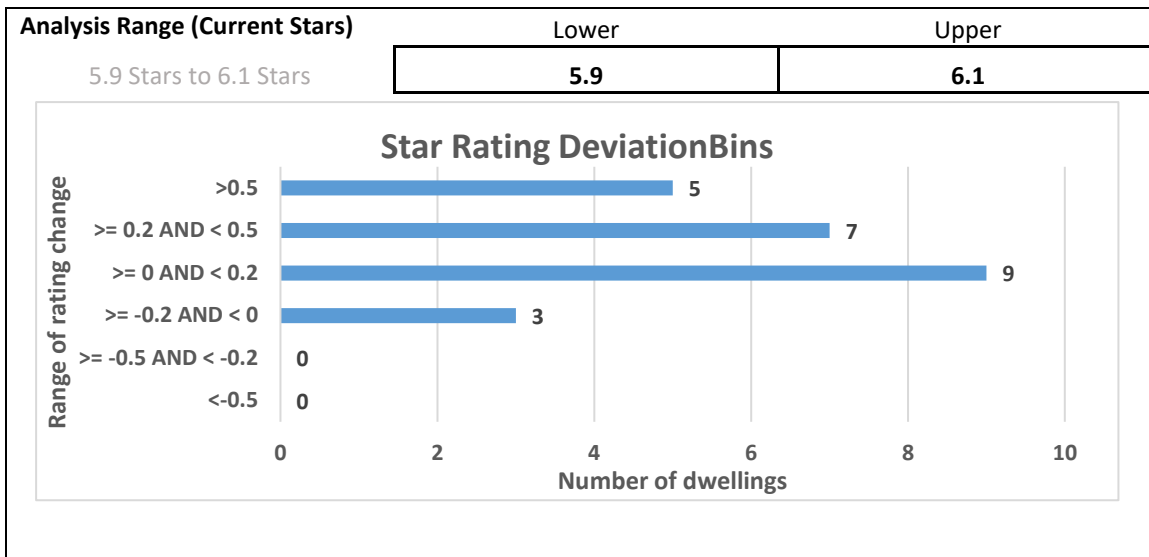 Analysis Range (Current Stars) Lower Upper
5.9 Stars to 6.1 Stars 5.9 6.1
Star Rating DeviationBins
Range of rating change
>0.5 5
>= 0.2 AND < 0.5 7
>= 0 AND < 0.2 9
>= -0.2 AND < 0 3
>= -0.5 AND < -0.2 0
<-0.5 0
0 2 4 6 8 10
Number of dwellings